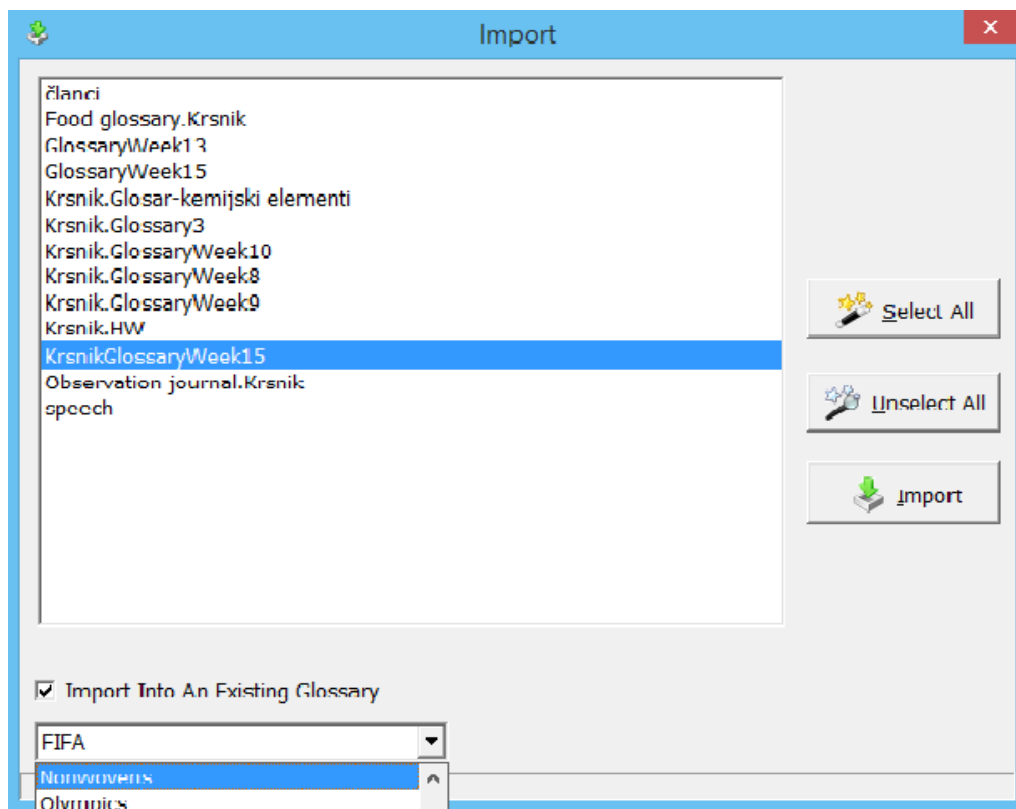 Import
članci
Food glossary.Krsnik
GlossaryWeek13
GlossaryWeek15
Krsnik.Glosar-kemijski elementi
Krsnik.Glossary3
Krsnik.GlossaryWeek10
Krsnik.GlossaryWeek8
Krsnik.GlossaryWeek9
Krsnik.HW
KrsnikGlossaryWeek15
Observation journal.Krsnik
speech
Select All
Unselect All
Import
Import Into An Existing Glossary
FIFA
Nonwovens
Olympics